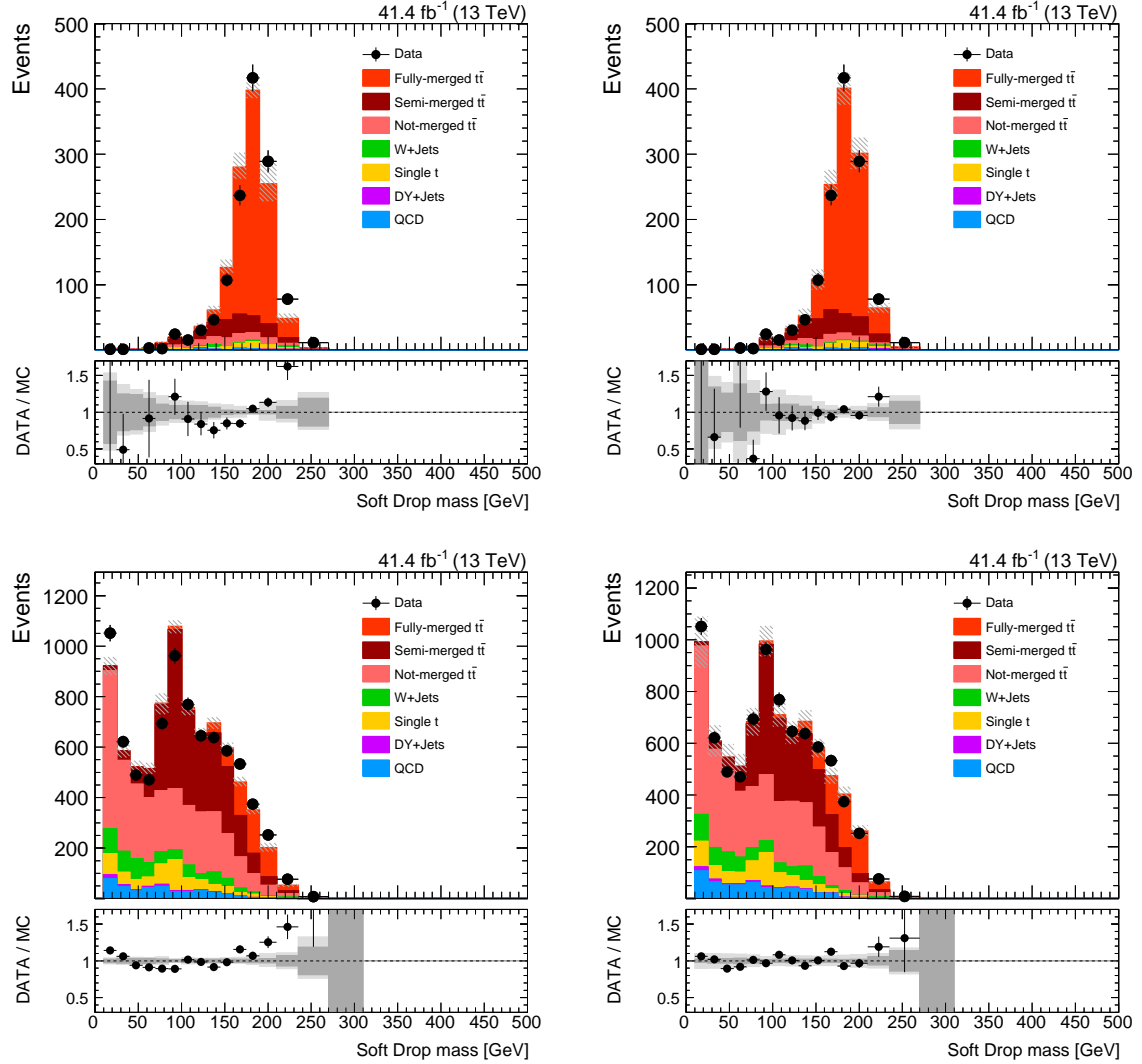 41.4 fb⁻¹ (13 TeV)
Events
500
400
300
200
100
Data
Fully-merged tt̄
Semi-merged tt̄
Not-merged tt̄
W+Jets
Single t
DY+Jets
QCD
DATA / MC
1.5
1
0.5
0 50 100 150 200 250 300 350 400 450 500
Soft Drop mass [GeV]
41.4 fb⁻¹ (13 TeV)
Events
500
400
300
200
100
Data
Fully-merged tt̄
Semi-merged tt̄
Not-merged tt̄
W+Jets
Single t
DY+Jets
QCD
DATA / MC
1.5
1
0.5
0 50 100 150 200 250 300 350 400 450 500
Soft Drop mass [GeV]
41.4 fb⁻¹ (13 TeV)
Events
1200
1000
800
600
400
200
Data
Fully-merged tt̄
Semi-merged tt̄
Not-merged tt̄
W+Jets
Single t
DY+Jets
QCD
DATA / MC
1.5
1
0.5
0 50 100 150 200 250 300 350 400 450 500
Soft Drop mass [GeV]
41.4 fb⁻¹ (13 TeV)
Events
1200
1000
800
600
400
200
Data
Fully-merged tt̄
Semi-merged tt̄
Not-merged tt̄
W+Jets
Single t
DY+Jets
QCD
DATA / MC
1.5
1
0.5
0 50 100 150 200 250 300 350 400 450 500
Soft Drop mass [GeV]